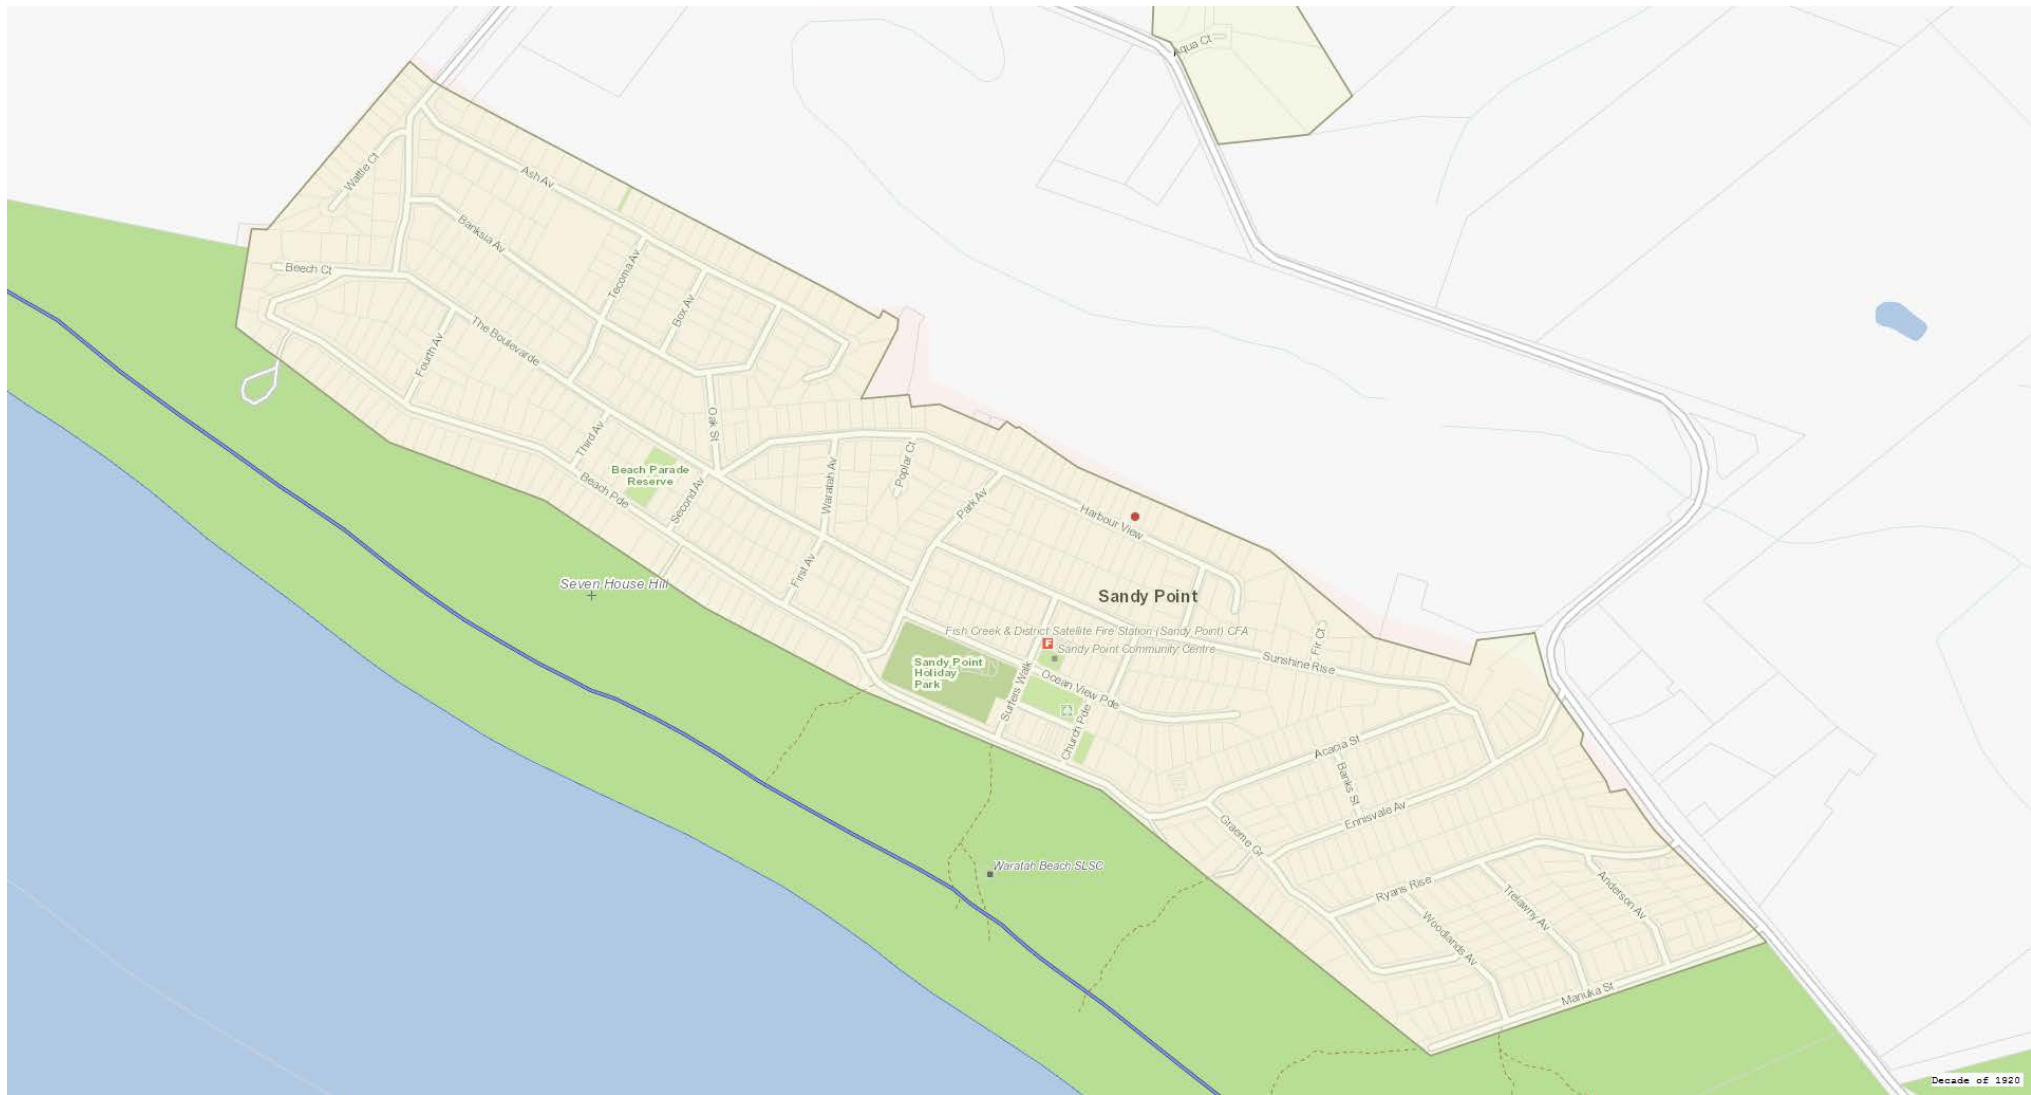 Aqua Ct
Wattle Ct
Ash Av
Banksia Av
Beech Ct
Tecoma Av
Box Av
The Boulevarde
Fourth Av
Oak St
Third Av
Beach Parade
Reserve
Second Av
Beach Pde
Waratah Av
Poplar Ct
Park Av
Harbour View
First Av
Seven House Hill
Sandy Point
Fish Creek & District Satellite Fire Station (Sandy Point) CFA
F
Sandy Point Community Centre
Fir Ct
Sunshine Rise
Sandy Point
Holiday
Park
Surfers Walk
Ocean View Pde
Church Pde
Acacia St
Banks St
Ennisvale Av
Graeme Gr
Waratah Beach SLSC
Ryans Rise
Anderson Av
Trelawny Av
Woodlands Av
Manuka St
Decade of 1920